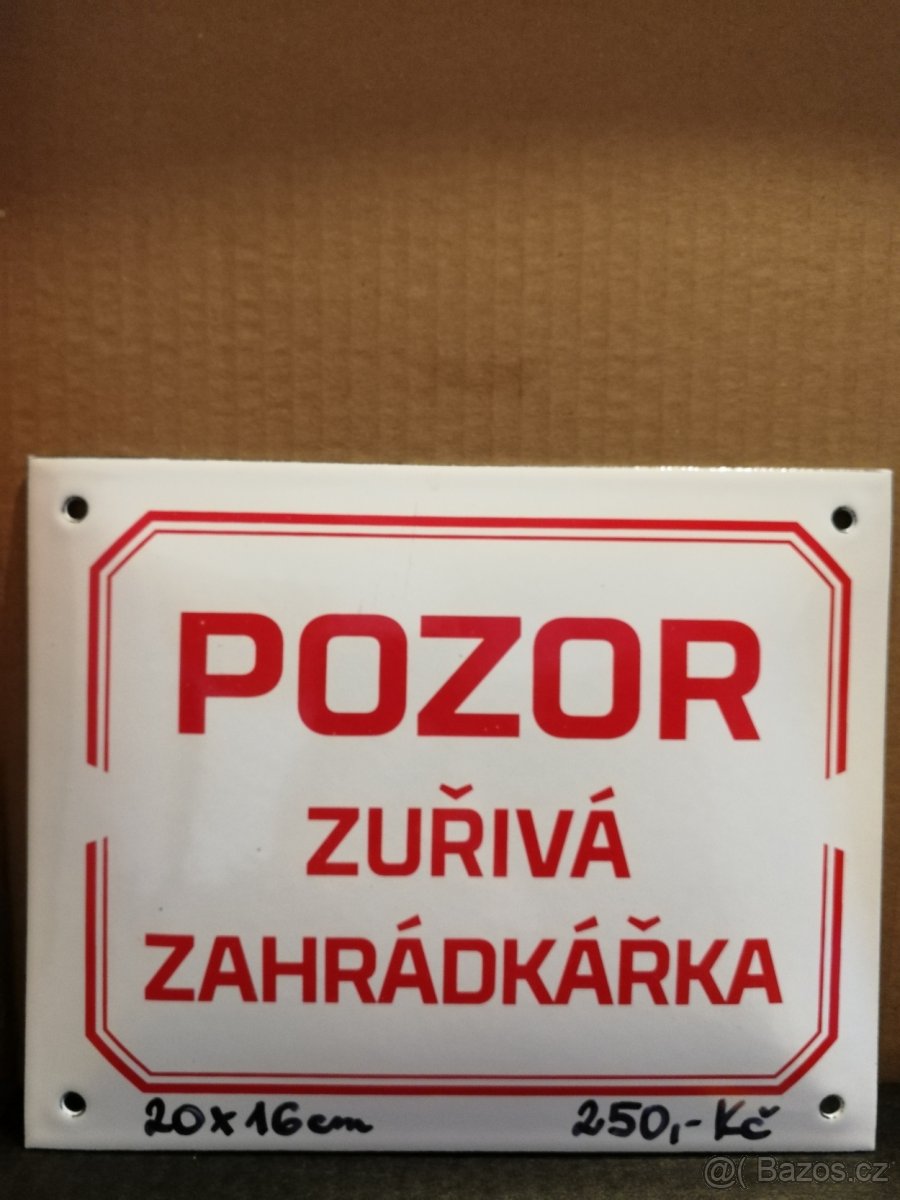 POZOR
ZUŘIVÁ
ZAHRÁDKÁŘKA
20x16cm 250,-Kč
@( Bazos.cz